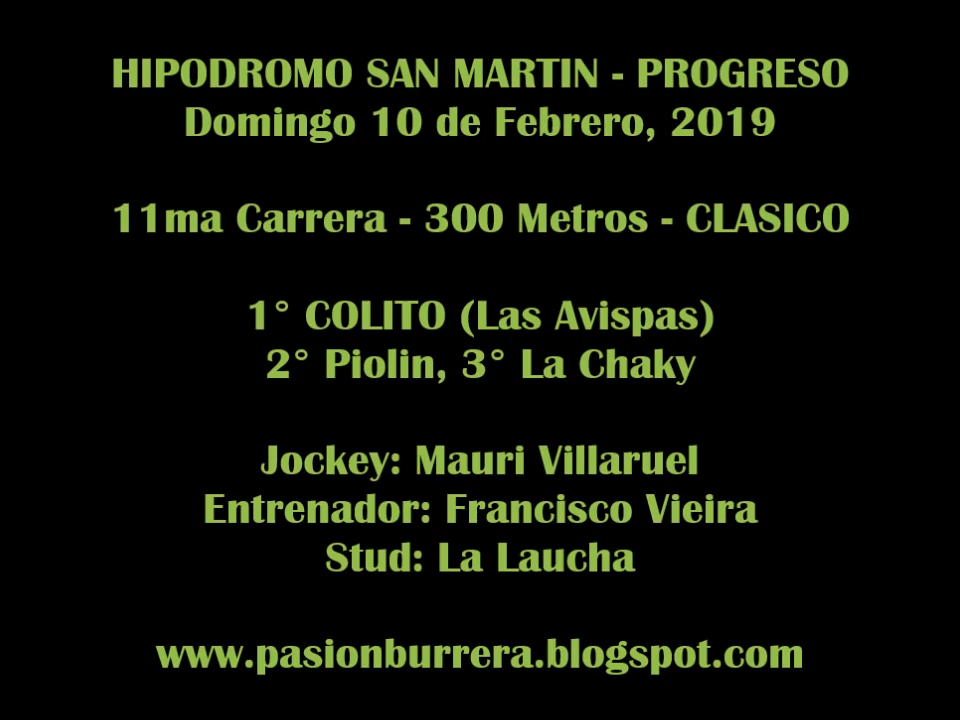 HIPODROMO SAN MARTIN - PROGRESO
Domingo 10 de Febrero, 2019
11ma Carrera - 300 Metros - CLASICO
1° COLITO (Las Avispas)
2° Piolin, 3° La Chaky
Jockey: Mauri Villaruel
Entrenador: Francisco Vieira
Stud: La Laucha
www.pasionburrera.blogspot.com